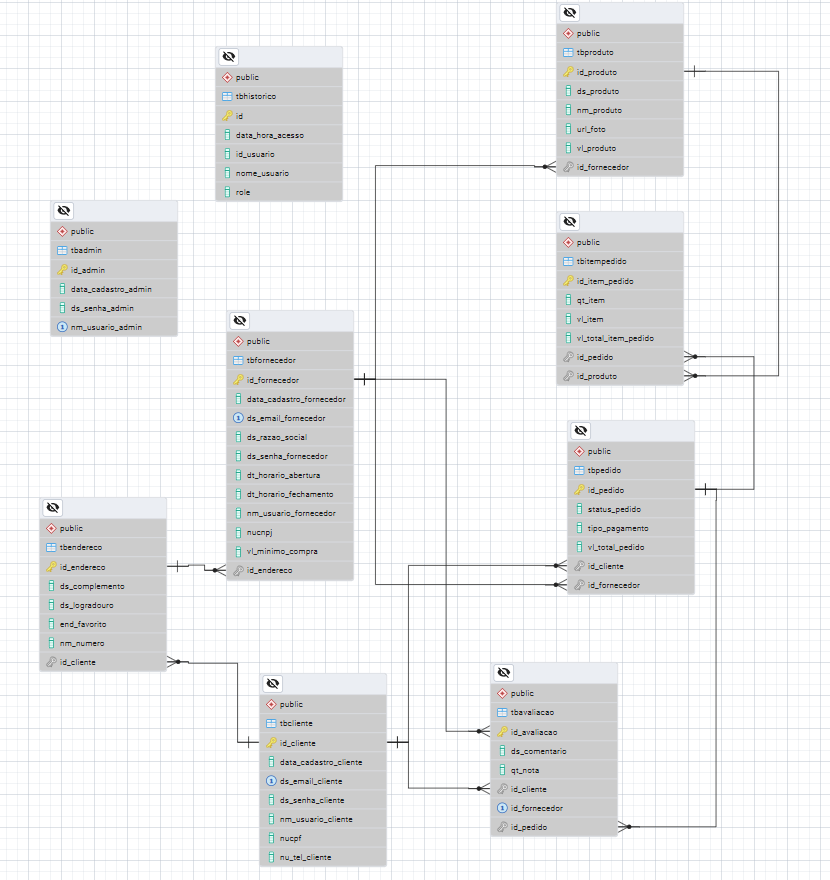 public
tbproduto
id_produto
ds_produto
nm_produto
url_foto
vl_produto
id_fornecedor
public
tbhistorico
id
data_hora_acesso
id_usuario
nome_usuario
role
public
tbadmin
id_admin
data_cadastro_admin
ds_senha_admin
nm_usuario_admin
public
tbitempedido
id_item_pedido
qt_item
vl_item
vl_total_item_pedido
id_pedido
id_produto
public
tbfornecedor
id_fornecedor
data_cadastro_fornecedor
ds_email_fornecedor
ds_razao_social
ds_senha_fornecedor
dt_horario_abertura
dt_horario_fechamento
nm_usuario_fornecedor
nucnpj
vl_minimo_compra
id_endereco
public
tbpedido
id_pedido
status_pedido
tipo_pagamento
vl_total_pedido
id_cliente
id_fornecedor
public
tbendereco
id_endereco
ds_complemento
ds_logradouro
end_favorito
nm_numero
id_cliente
public
tbcliente
id_cliente
data_cadastro_cliente
ds_email_cliente
ds_senha_cliente
nm_usuario_cliente
nucpf
nu_tel_cliente
public
tbavaliacao
id_avaliacao
ds_comentario
qt_nota
id_cliente
id_fornecedor
id_pedido